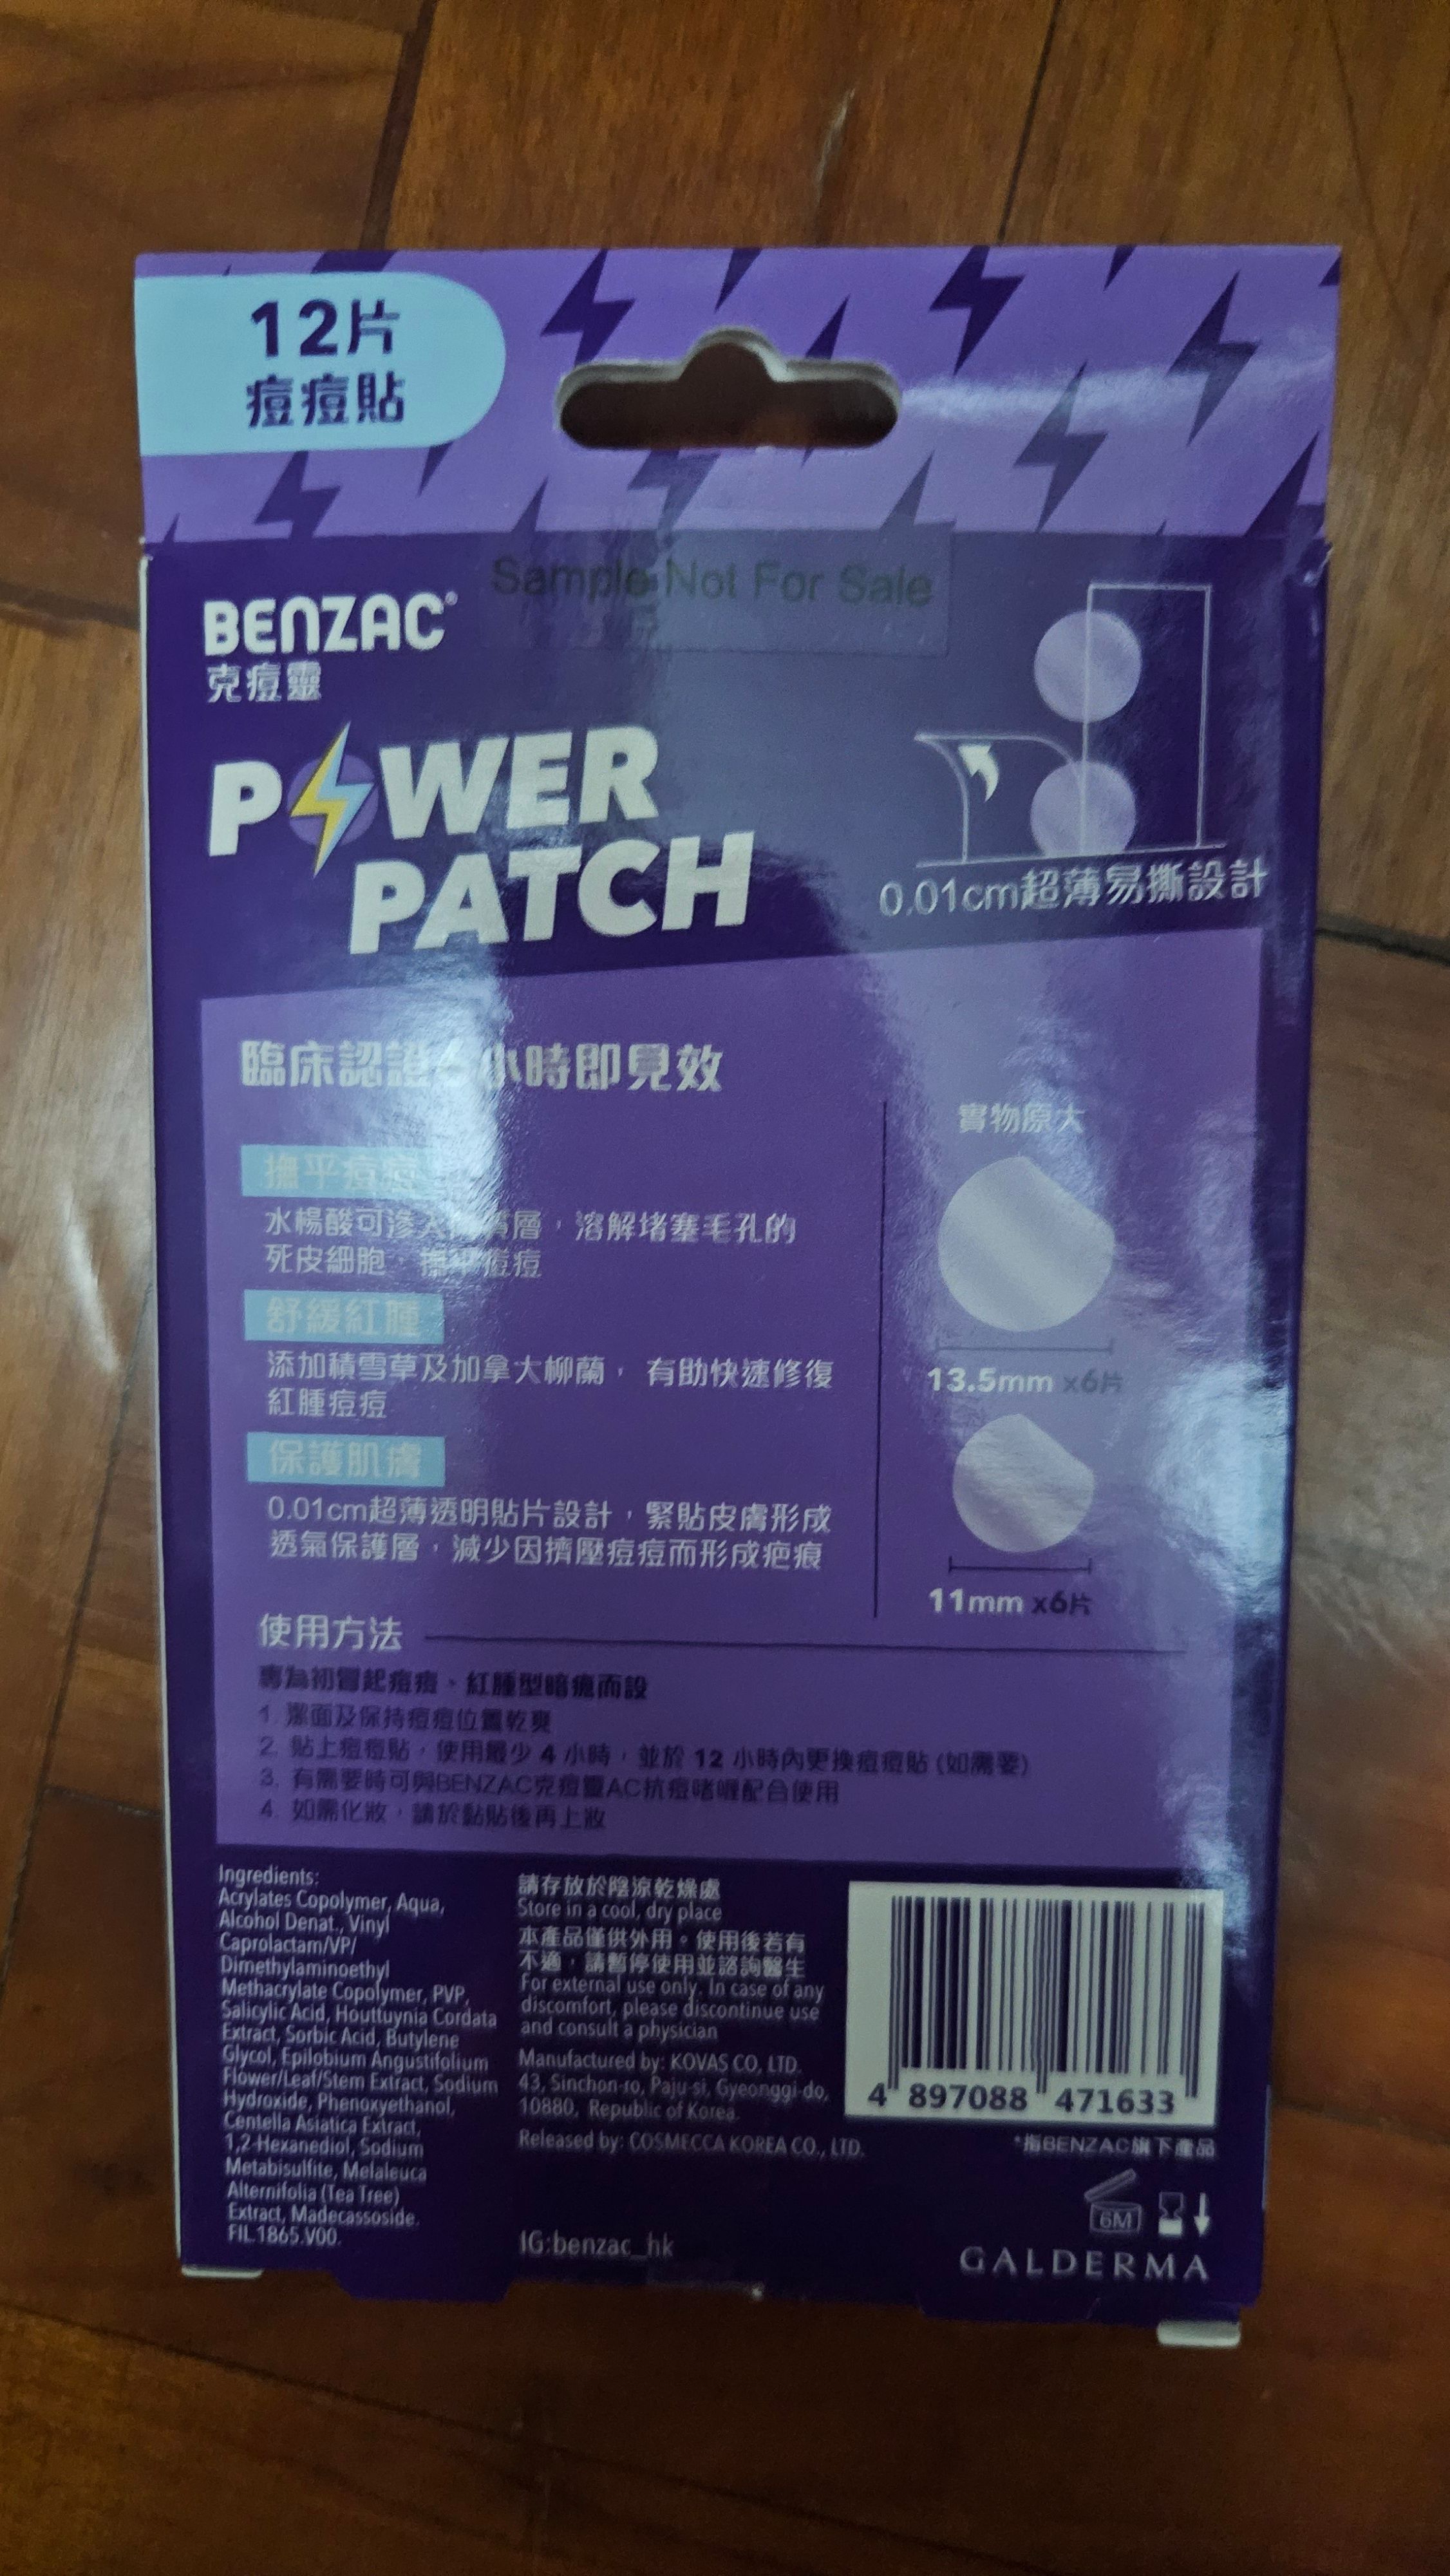 12片
痘痘貼
Sample Not For Sale
BENZAC®
克痘靈
POWER
PATCH
0.01cm超薄易撕設計
臨床認證 小時即見效
撫平痘痘
水楊酸可滲 質層，溶解堵塞毛孔的
死皮細胞，撫平痘痘
舒緩紅腫
添加積雪草及加拿大柳蘭，有助快速修復
紅腫痘痘
保護肌膚
0.01cm超薄透明貼片設計，緊貼皮膚形成
透氣保護層，減少因擠壓痘痘而形成疤痕
實物原大
13.5mm x6片
11mm x6片
使用方法
專為初冒起痘痘、紅腫型暗瘡而設
1. 潔面及保持痘痘位置乾爽
2. 貼上痘痘貼，使用最少 4 小時，並於 12 小時內更換痘痘貼 (如需要)
3. 有需要時可與BENZAC克痘靈AC抗痘啫喱配合使用
4. 如需化妝，請於黏貼後再上妝
Ingredients:
Acrylates Copolymer, Aqua,
Alcohol Denat., Vinyl
Caprolactam/VP/
Dimethylaminoethyl
Methacrylate Copolymer, PVP,
Salicylic Acid, Houttuynia Cordata
Extract, Sorbic Acid, Butylene
Glycol, Epilobium Angustifolium
Flower/Leaf/Stem Extract, Sodium
Hydroxide, Phenoxyethanol,
Centella Asiatica Extract,
1,2-Hexanediol, Sodium
Metabisulfite, Melaleuca
Alternifolia (Tea Tree)
Extract, Madecassoside.
FIL.1865.V00.
請存放於陰涼乾燥處
Store in a cool, dry place
本產品僅供外用。使用後若有
不適，請暫停使用並諮詢醫生
For external use only. In case of any
discomfort, please discontinue use
and consult a physician
Manufactured by: KOVAS CO, LTD.
43, Sinchon-ro, Paju-si, Gyeonggi-do,
10880, Republic of Korea.
Released by: COSMECCA KOREA CO., LTD.
IG:benzac_hk
4 897088 471633
*指BENZAC旗下產品
6M
GALDERMA